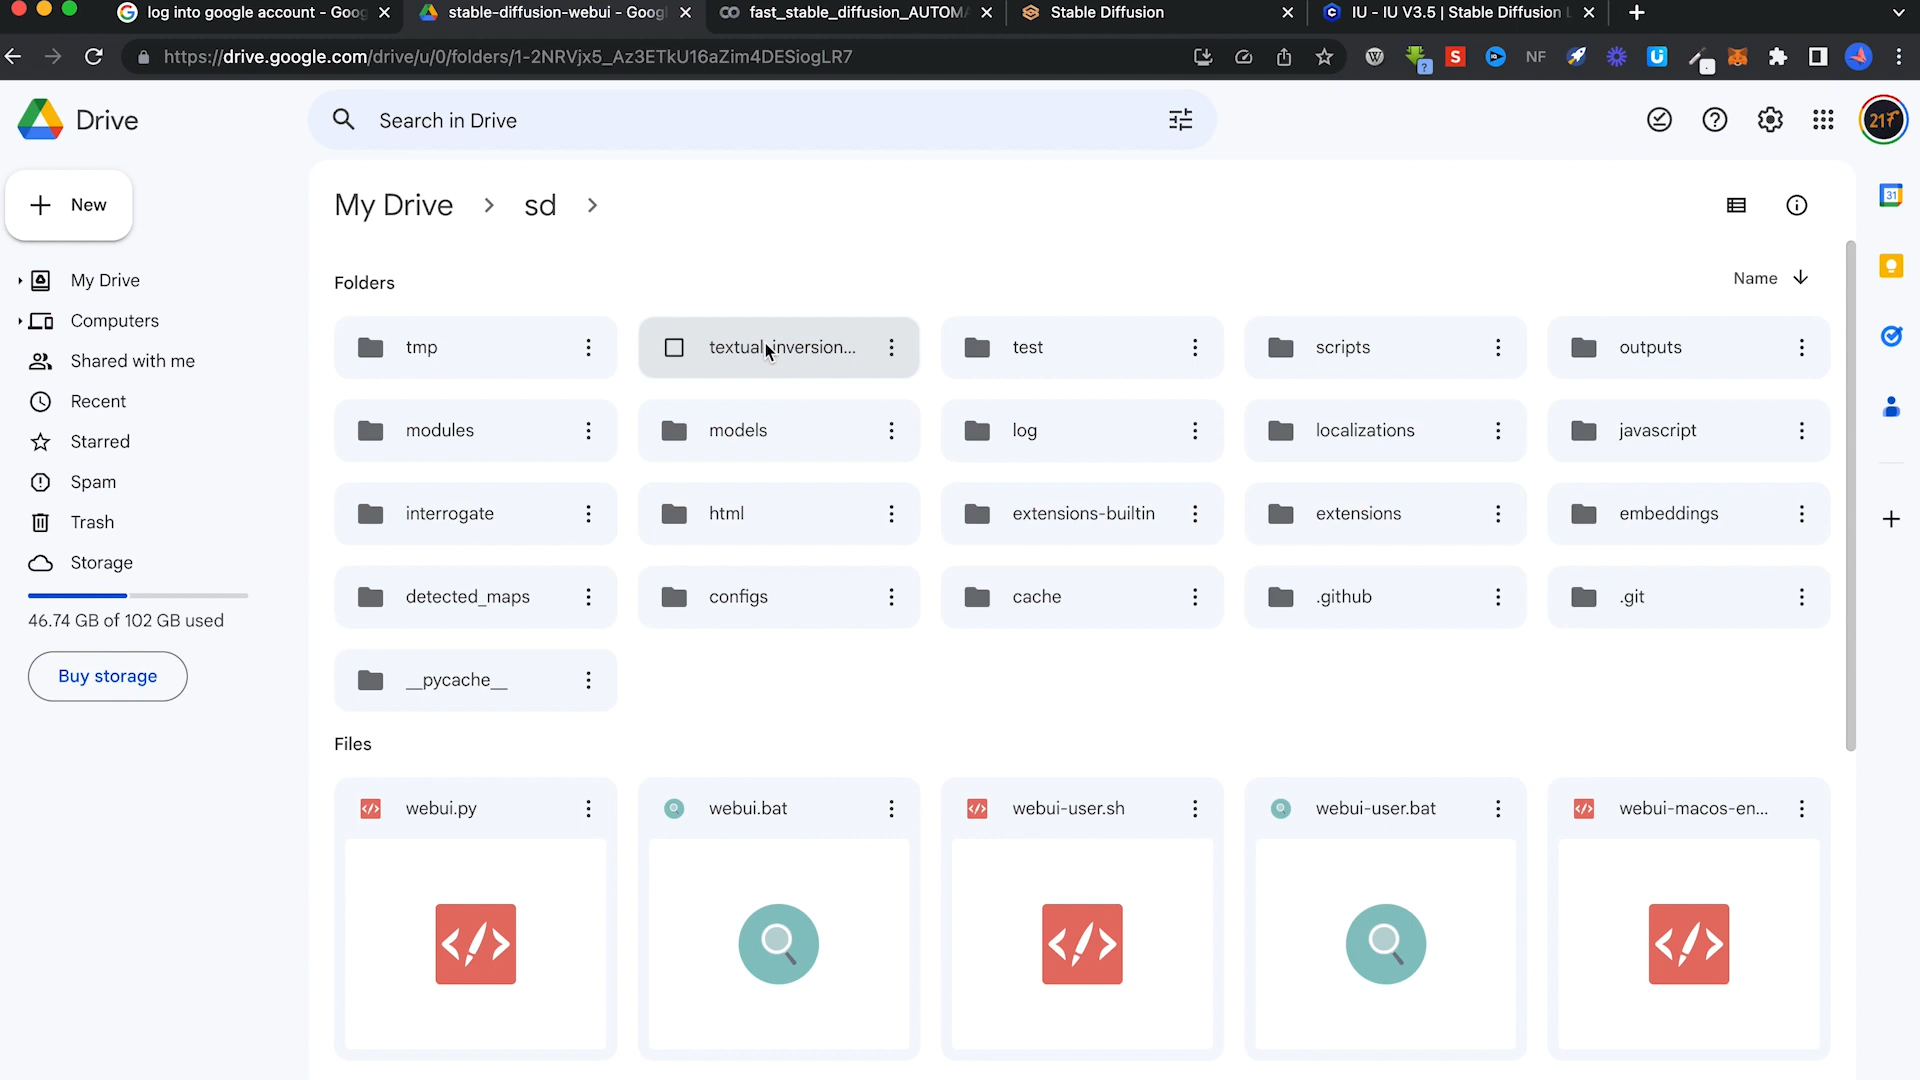 log into google account - Goog
stable-diffusion-webui - Googl
fast_stable_diffusion_AUTOMA
Stable Diffusion
IU - IU V3.5 | Stable Diffusion L
https://drive.google.com/drive/u/0/folders/1-2NRVjx5_Az3ETkU16aZim4DESiogLR7
Drive
Search in Drive
217
New
My Drive
Computers
Shared with me
Recent
Starred
Spam
Trash
Storage
46.74 GB of 102 GB used
Buy storage
My Drive > sd >
Folders
Name
tmp
textual_inversion...
test
scripts
outputs
modules
models
log
localizations
javascript
interrogate
html
extensions-builtin
extensions
embeddings
detected_maps
configs
cache
.github
.git
__pycache__
Files
webui.py
webui.bat
webui-user.sh
webui-user.bat
webui-macos-en...
31
NF